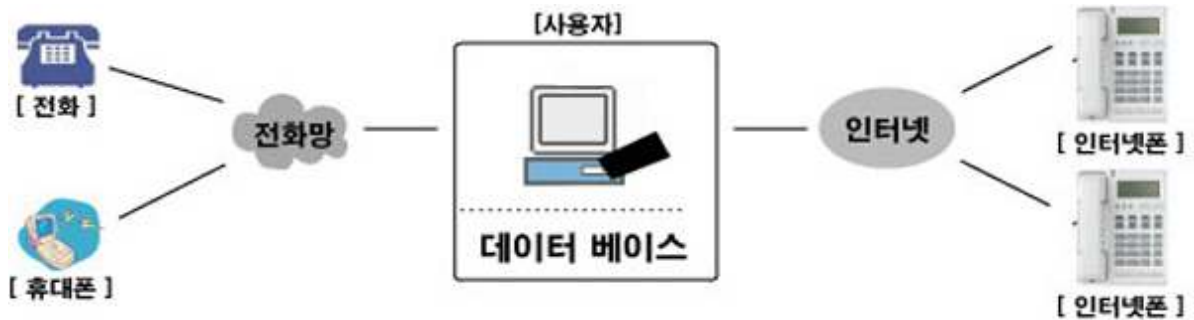 [사용자]
[ 전화 ]
전화망
[ 휴대폰 ]
데이터 베이스
인터넷
[ 인터넷폰 ]
[ 인터넷폰 ]